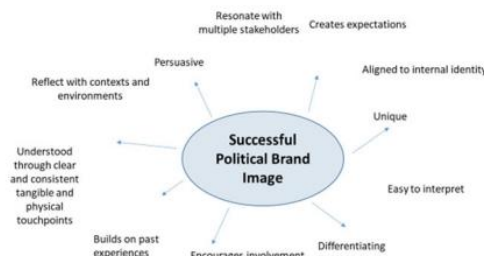 Resonate with
multiple stakeholders
Creates expectations
Persuasive
Aligned to internal identity
Reflect with contexts and
environments
Unique
Successful
Political Brand
Image
Understood
through clear
and consistent
tangible and
physical
touchpoints
Easy to interpret
Builds on past
experiences
Encourages involvement
Differentiating